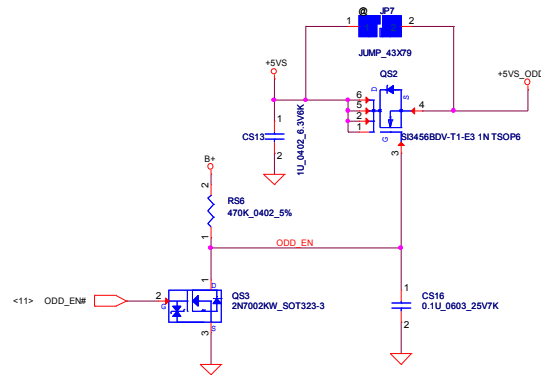 @ JP7
1 2
JUMP_43X79
+5VS
QS2
+5VS_ODD
D
S
6
5
2
1
4
G
3
SI3456BDV-T1-E3 1N TSOP6
1
CS13
2
1U_0402_6.3V6K
B+
2
RS6
470K_0402_5%
1
ODD_EN
1
D
QS3
2N7002KW_SOT323-3
<11> ODD_EN#
2
G
S
3
1
CS16
0.1U_0603_25V7K
2